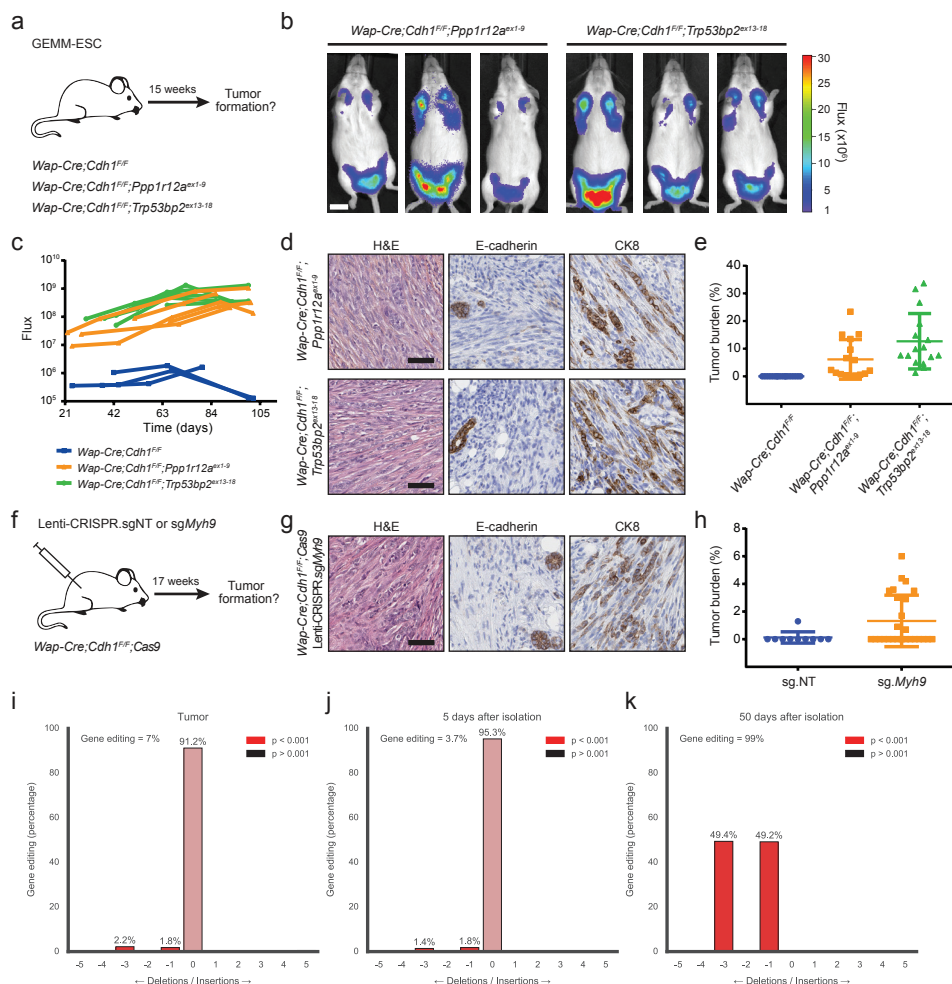 a
GEMM-ESC
15 weeks
Tumor
formation?
Wap-Cre;Cdh1F/F
Wap-Cre;Cdh1F/F;Ppp1r12aex1-9
Wap-Cre;Cdh1F/F;Trp53bp2ex13-18
b
Wap-Cre;Cdh1F/F;Ppp1r12aex1-9
Wap-Cre;Cdh1F/F;Trp53bp2ex13-18
30
25
20
15
10
5
1
Flux (x106)
c
Flux
1010
109
108
107
106
105
21
42
63
84
105
Time (days)
Wap-Cre;Cdh1F/F
Wap-Cre;Cdh1F/F;Ppp1r12aex1-9
Wap-Cre;Cdh1F/F;Trp53bp2ex13-18
d
H&E
E-cadherin
CK8
Wap-Cre;Cdh1F/F;
Ppp1r12aex1-9
Wap-Cre;Cdh1F/F;
Trp53bp2ex13-18
e
Tumor burden (%)
40
30
20
10
0
Wap-Cre;Cdh1F/F
Wap-Cre;Cdh1F/F;
Ppp1r12aex1-9
Wap-Cre;Cdh1F/F;
Trp53bp2ex13-18
f
Lenti-CRISPR.sgNT or sgMyh9
17 weeks
Tumor
formation?
Wap-Cre;Cdh1F/F;Cas9
g
H&E
E-cadherin
CK8
Wap-Cre;Cdh1F/F;Cas9
Lenti-CRISPR.sgMyh9
h
Tumor burden (%)
8
6
4
2
0
sg.NT
sg.Myh9
i
Tumor
Gene editing = 7%
91.2%
p < 0.001
p > 0.001
Gene editing (percentage)
100
80
60
40
20
0
2.2%
1.8%
-5 -4 -3 -2 -1 0 1 2 3 4 5
← Deletions / Insertions →
j
5 days after isolation
Gene editing = 3.7%
95.3%
p < 0.001
p > 0.001
Gene editing (percentage)
100
80
60
40
20
0
1.4%
1.8%
-5 -4 -3 -2 -1 0 1 2 3 4 5
← Deletions / Insertions →
k
50 days after isolation
Gene editing = 99%
p < 0.001
p > 0.001
Gene editing (percentage)
100
80
60
40
20
0
49.4%
49.2%
-5 -4 -3 -2 -1 0 1 2 3 4 5
← Deletions / Insertions →